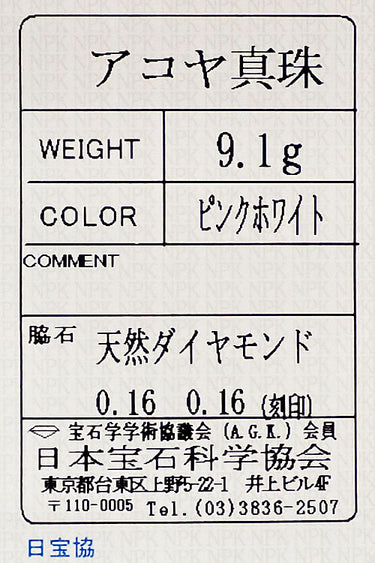 アコヤ真珠
WEIGHT 9.1g
COLOR ピンクホワイト
COMMENT
脇石 天然ダイヤモンド
0.16 0.16 (刻印)
宝石学学術協議会 (A.G.K.) 会員
日本宝石科学協会
東京都台東区上野5-22-1 井上ビル4F
〒110-0005 Tel.(03)3836-2507
日宝協